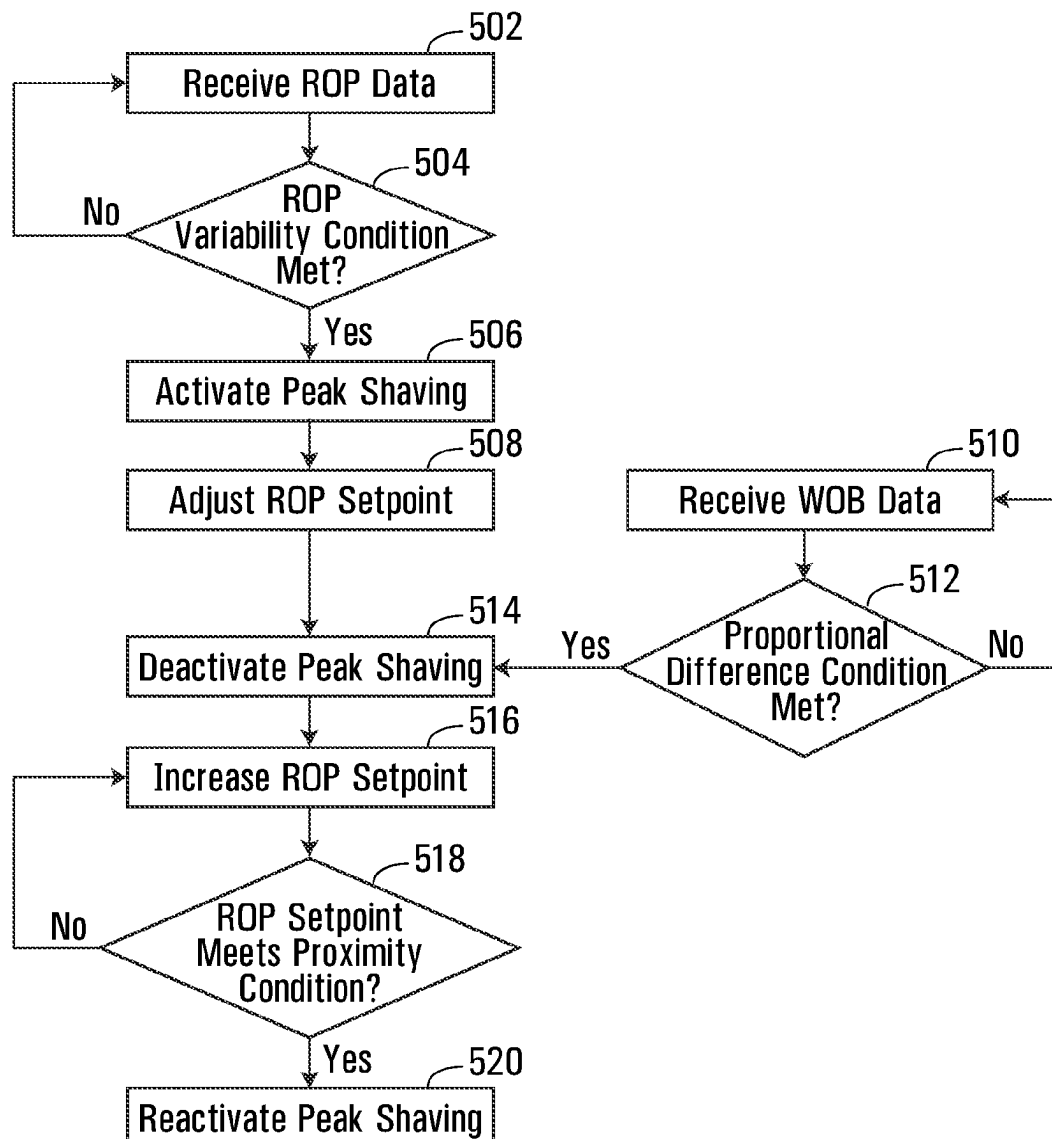 502
Receive ROP Data
504
ROP
Variability Condition
Met?
No
Yes
506
Activate Peak Shaving
508
Adjust ROP Setpoint
510
Receive WOB Data
512
Proportional
Difference Condition
Met?
Yes
No
514
Deactivate Peak Shaving
516
Increase ROP Setpoint
518
ROP Setpoint
Meets Proximity
Condition?
No
Yes
520
Reactivate Peak Shaving